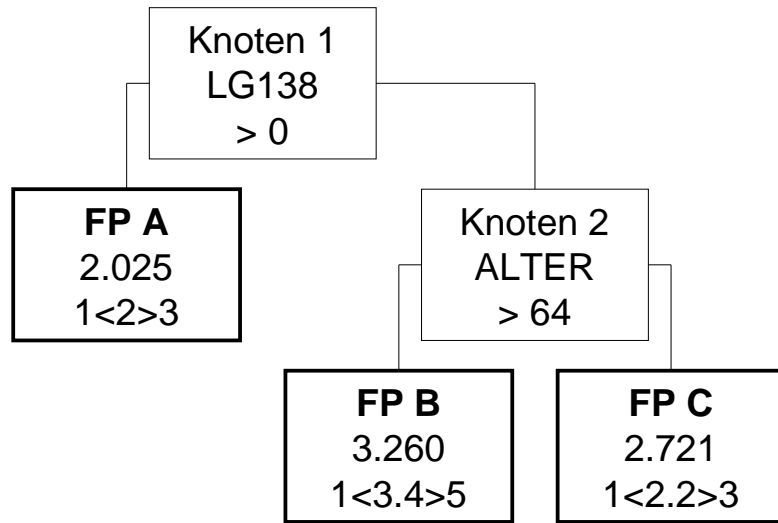 Knoten 1
LG138
> 0
FP A
2.025
1<2>3
Knoten 2
ALTER
> 64
FP B
3.260
1<3.4>5
FP C
2.721
1<2.2>3